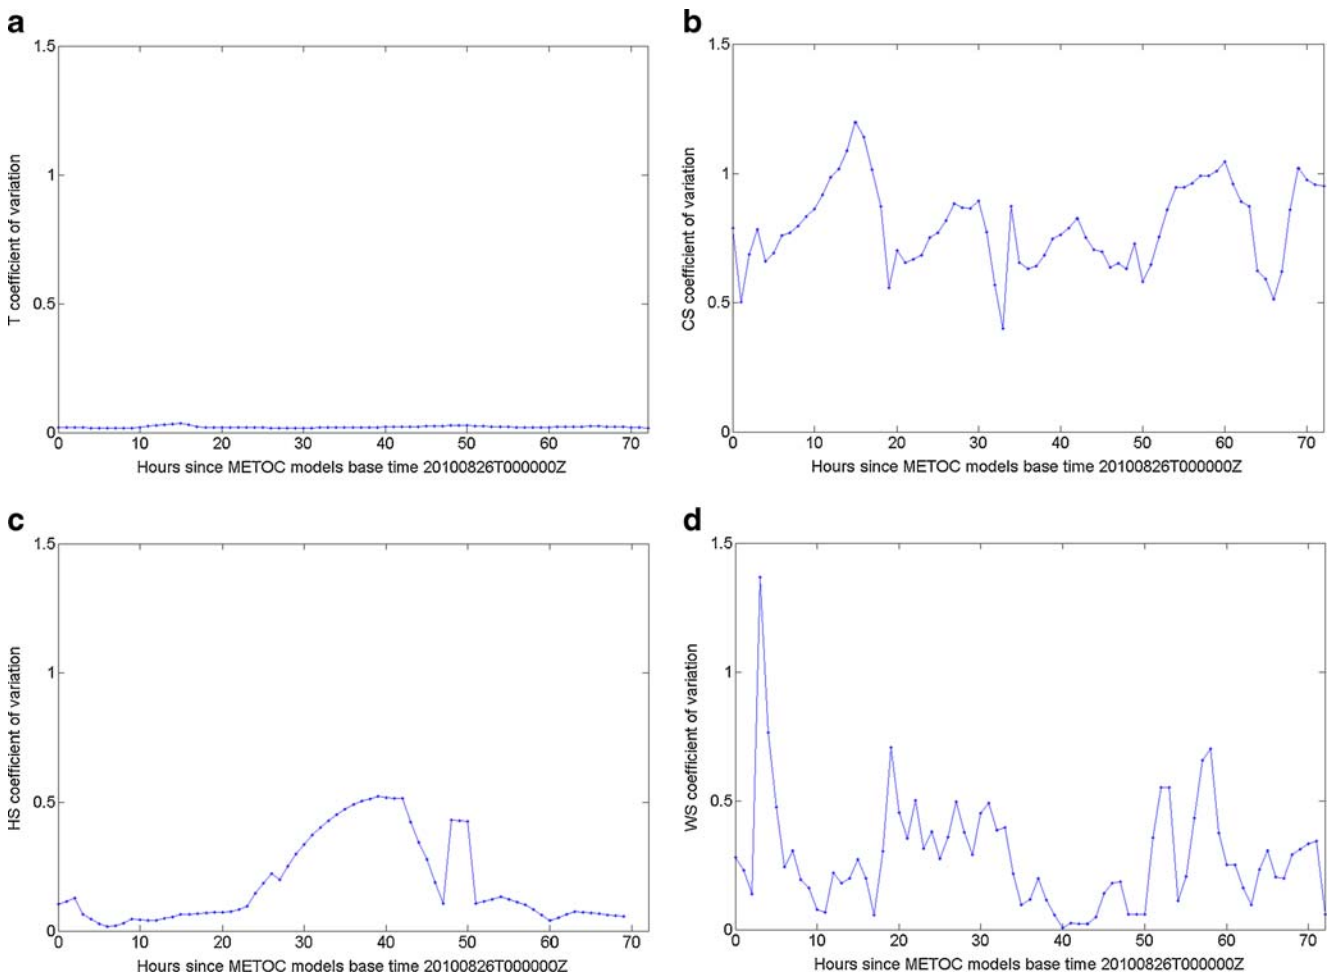 a
1.5
1
0.5
0
T coefficient of variation
0 10 20 30 40 50 60 70
Hours since METOC models base time 20100826T000000Z
b
1.5
1
0.5
0
CS coefficient of variation
0 10 20 30 40 50 60 70
Hours since METOC models base time 20100826T000000Z
c
1.5
1
0.5
0
HS coefficient of variation
0 10 20 30 40 50 60 70
Hours since METOC models base time 20100826T000000Z
d
1.5
1
0.5
0
WS coefficient of variation
0 10 20 30 40 50 60 70
Hours since METOC models base time 20100826T000000Z